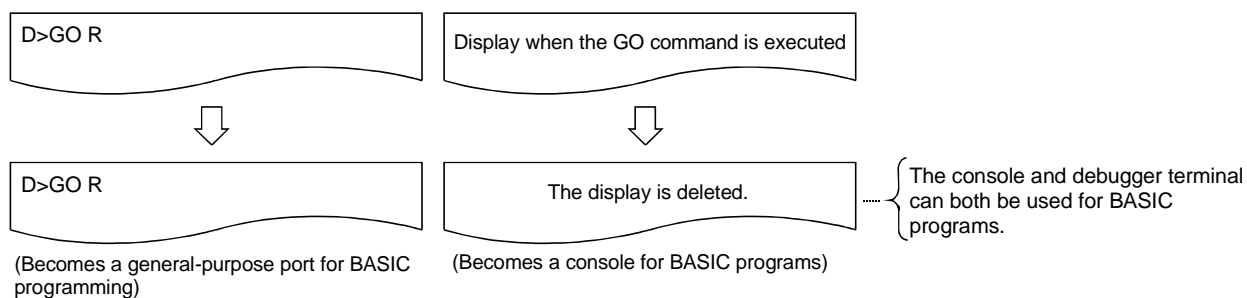 D>GO R
Display when the GO command is executed
D>GO R
The display is deleted.
The console and debugger terminal
can both be used for BASIC
programs.
(Becomes a general-purpose port for BASIC
programming)
(Becomes a console for BASIC programs)